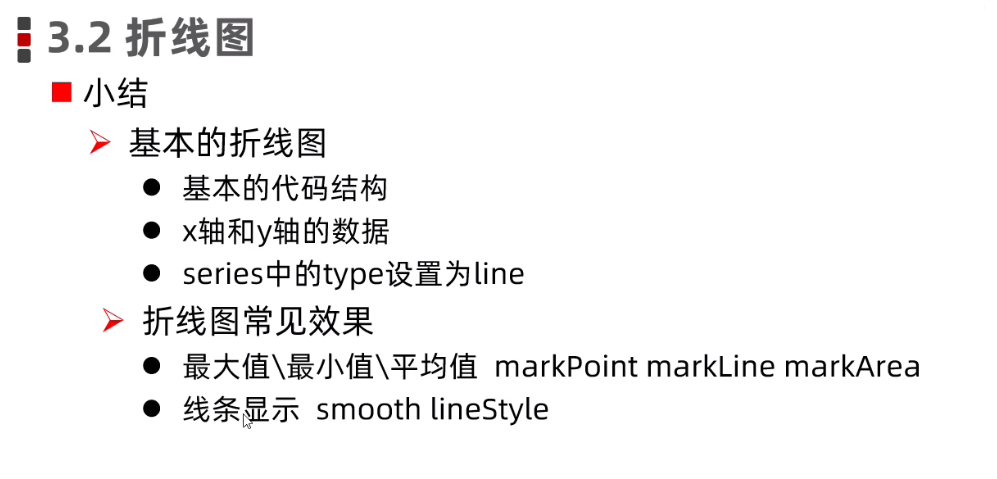 3.2 折线图
小结
基本的折线图
基本的代码结构
x轴和y轴的数据
series中的type设置为line
折线图常见效果
最大值\最小值\平均值 markPoint markLine markArea
线条显示 smooth lineStyle